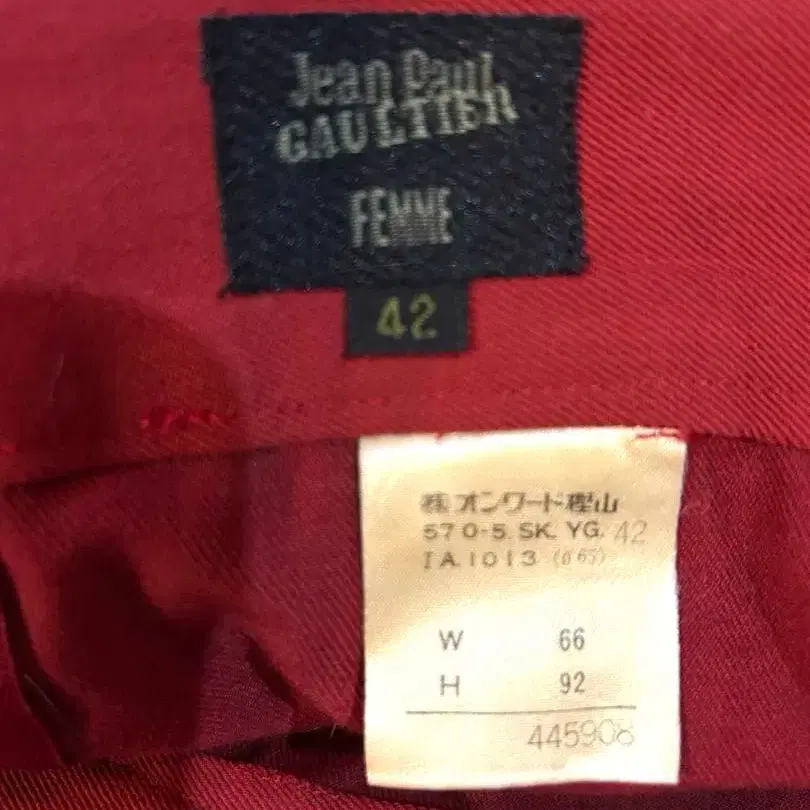 Jean Paul
GAULTIER
FEMME
42
㈱オンワード樫山
570-5. SK. YG. 42
IA.1013 (065)
W 66
H 92
445908